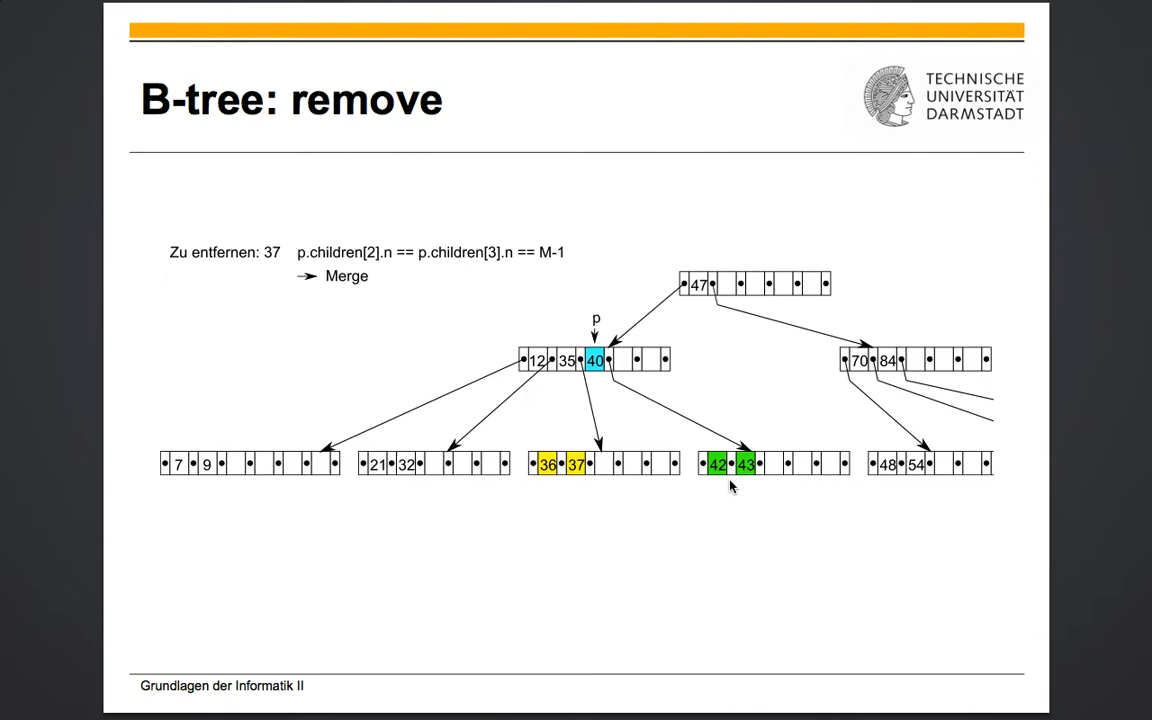 B-tree: remove
TECHNISCHE
UNIVERSITÄT
DARMSTADT
Zu entfernen: 37 p.children[2].n == p.children[3].n == M-1
Merge
47
p
12 35 40
70 84
7 9
21 32
36 37
42 43
48 54
Grundlagen der Informatik II